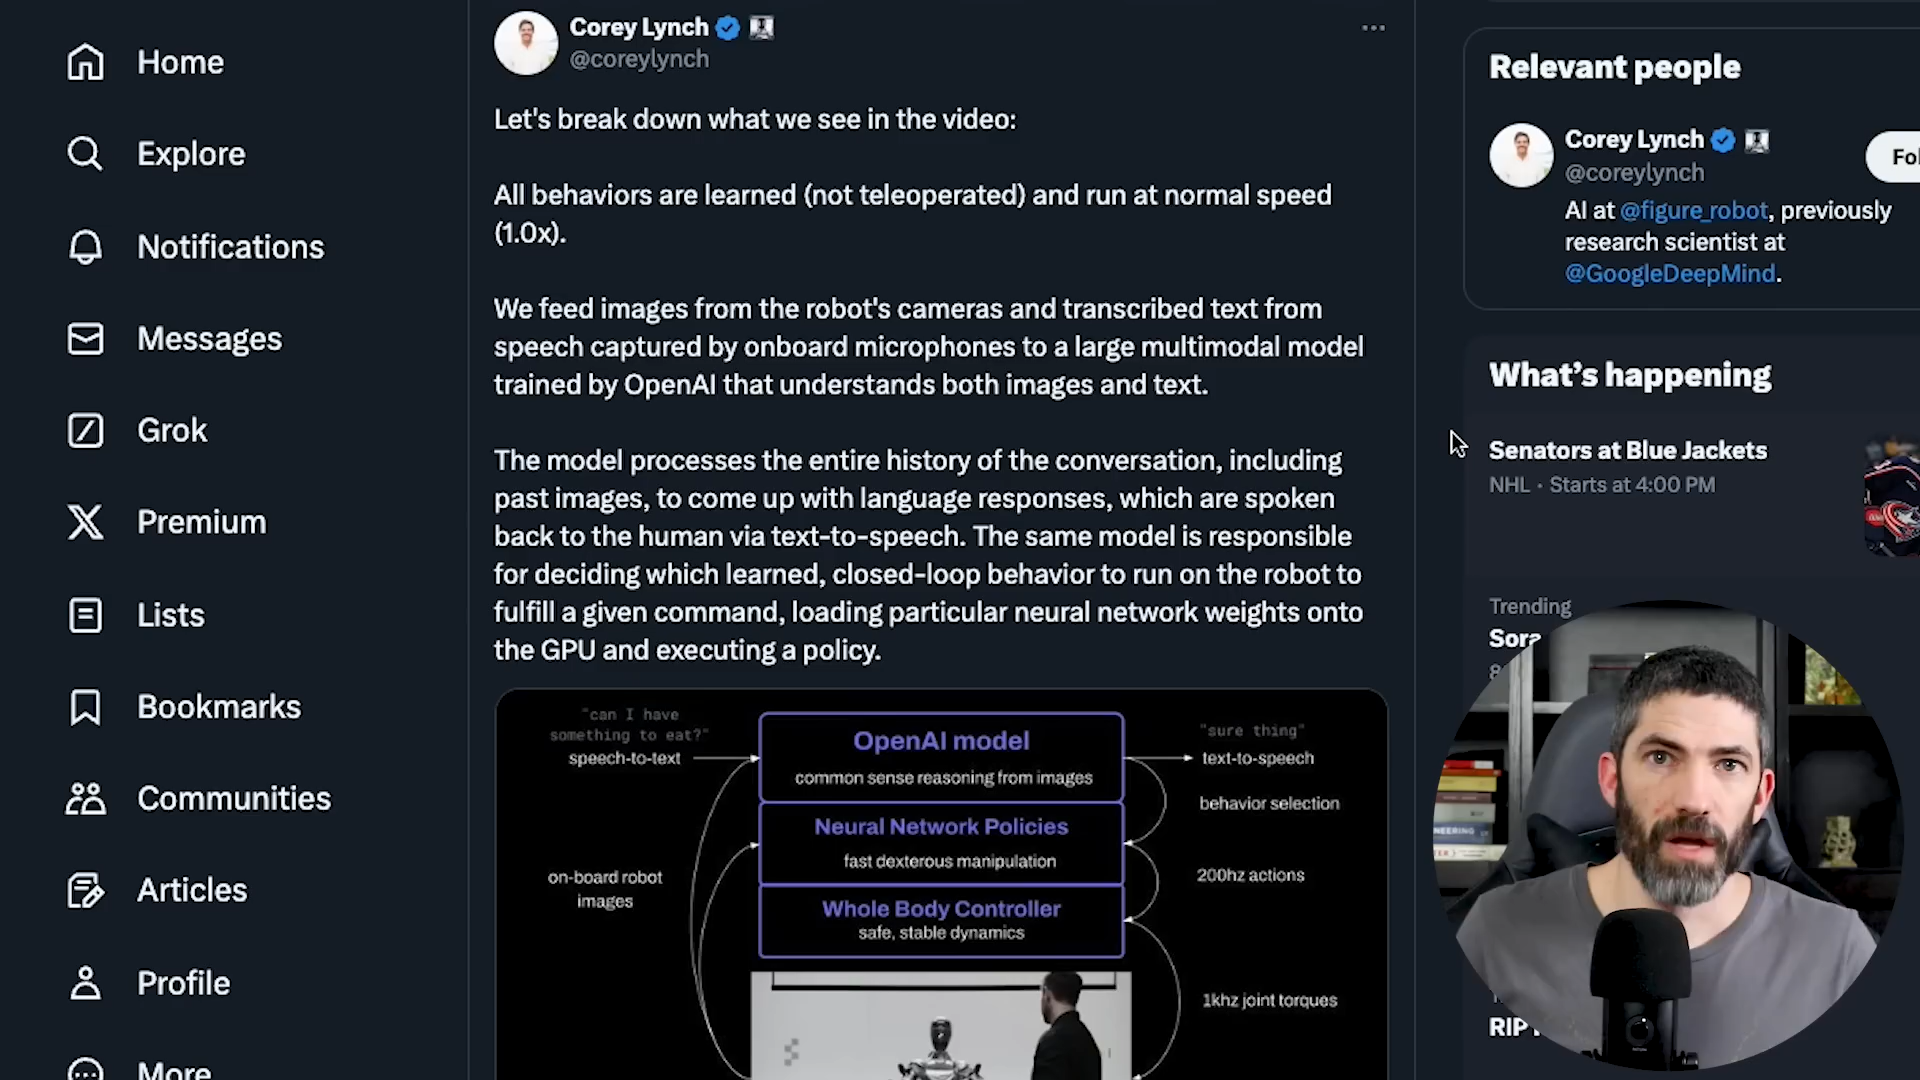 Home
Explore
Notifications
Messages
Grok
Premium
Lists
Bookmarks
Communities
Articles
Profile
More
Corey Lynch
@coreylynch
Let's break down what we see in the video:
All behaviors are learned (not teleoperated) and run at normal speed
(1.0x).
We feed images from the robot's cameras and transcribed text from
speech captured by onboard microphones to a large multimodal model
trained by OpenAI that understands both images and text.
The model processes the entire history of the conversation, including
past images, to come up with language responses, which are spoken
back to the human via text-to-speech. The same model is responsible
for deciding which learned, closed-loop behavior to run on the robot to
fulfill a given command, loading particular neural network weights onto
the GPU and executing a policy.
"can I have
something to eat?"
speech-to-text
on-board robot
images
OpenAI model
common sense reasoning from images
Neural Network Policies
fast dexterous manipulation
Whole Body Controller
safe, stable dynamics
"sure thing"
text-to-speech
behavior selection
200hz actions
1khz joint torques
Relevant people
Corey Lynch
@coreylynch
Fol
AI at @figure_robot, previously
research scientist at
@GoogleDeepMind.
What's happening
Senators at Blue Jackets
NHL · Starts at 4:00 PM
Trending
Sora
RIP